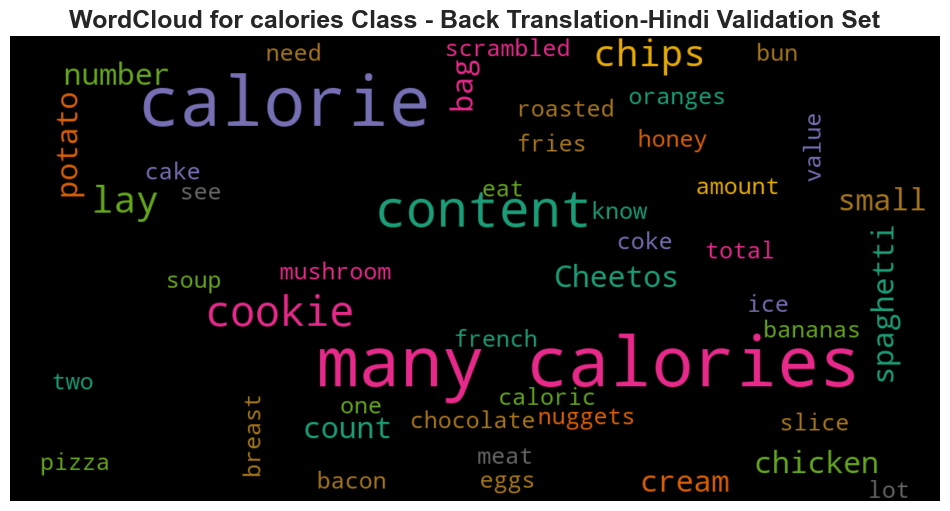 WordCloud for calories Class - Back Translation-Hindi Validation Set
need
scrambled
chips
bun
number
calorie
bag
potato
roasted
oranges
fries
honey
value
cake
see
lay
eat
content
know
amount
small
coke
total
spaghetti
soup
mushroom
Cheetos
cookie
ice
bananas
french
many calories
two
one
caloric
count
chocolate
nuggets
slice
breast
pizza
bacon
meat
eggs
cream
chicken
lot